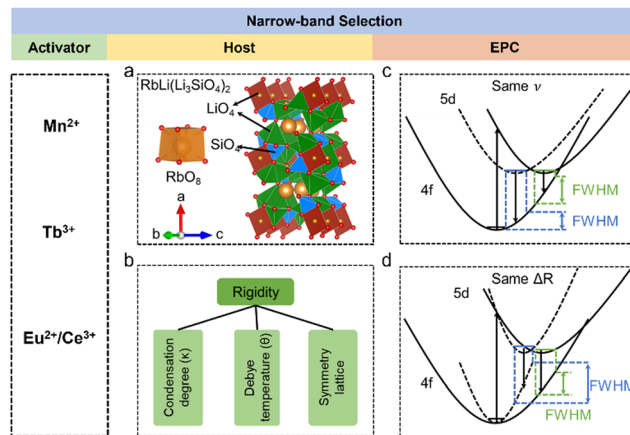 Narrow-band Selection
Activator
Host
EPC
Mn2+
Tb3+
Eu2+/Ce3+
a
RbLi(Li3SiO4)2
LiO4
SiO4
RbO8
a
b
c
b
Rigidity
Condensation
degree (κ)
Debye
temperature (θ)
Symmetry
lattice
c
Same ν
5d
4f
FWHM
FWHM
d
Same ΔR
5d
4f
FWHM
FWHM